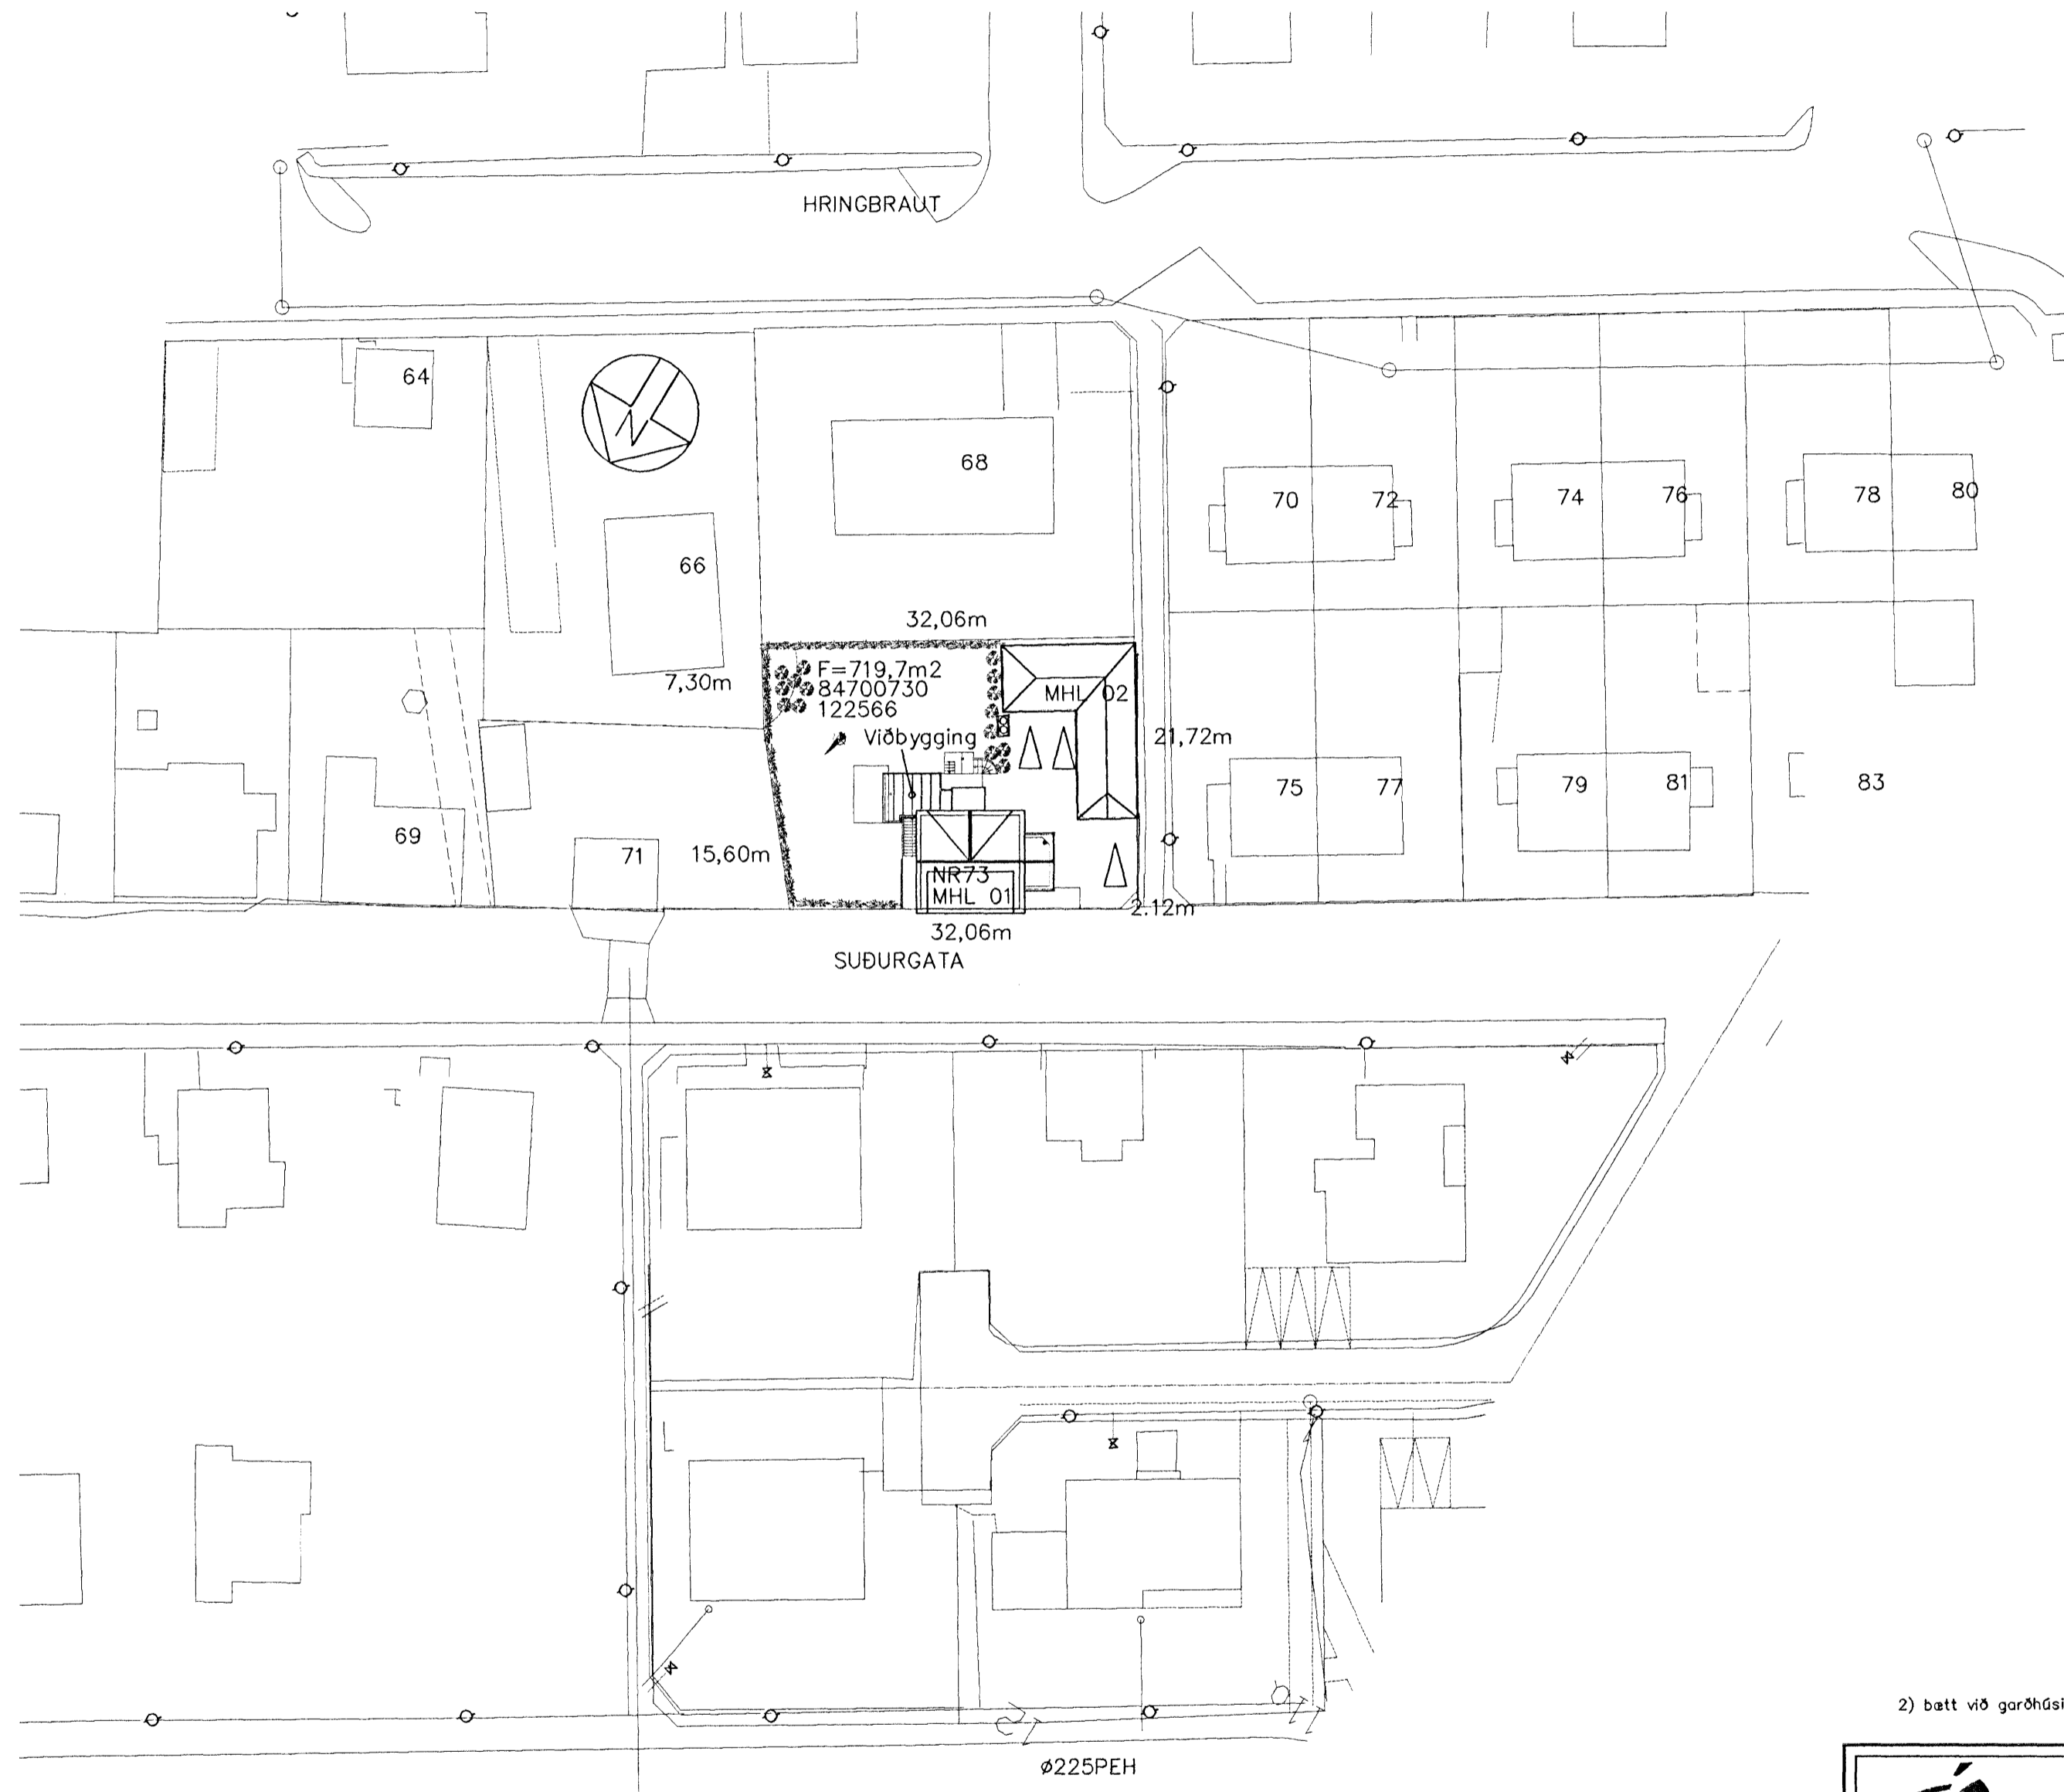 HRINGBRAUT
64
N
68
70
72
74
76
78
80
66
32,06m
F=719,7m2
7,30m
84700730
MHL 02
122566
Viðbygging
21,72m
75
77
79
81
83
69
71
15,60m
NR73
MHL 01
2.12m
32,06m
SUÐURGATA
2) bætt við garðhúsi
ø225PEH